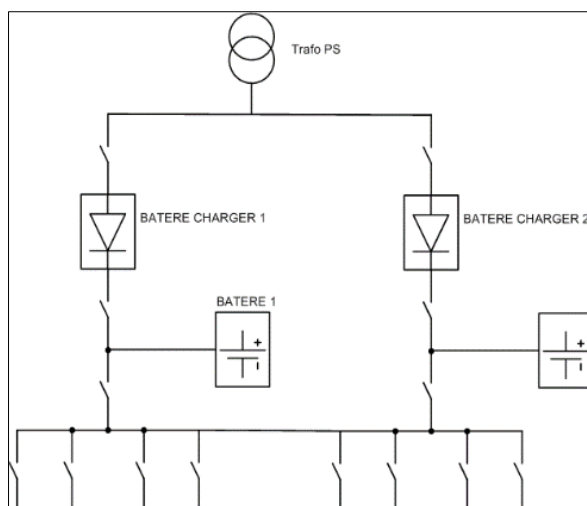 Trafo PS
BATERE CHARGER 1
BATERE CHARGER 2
BATERE 1
+
+